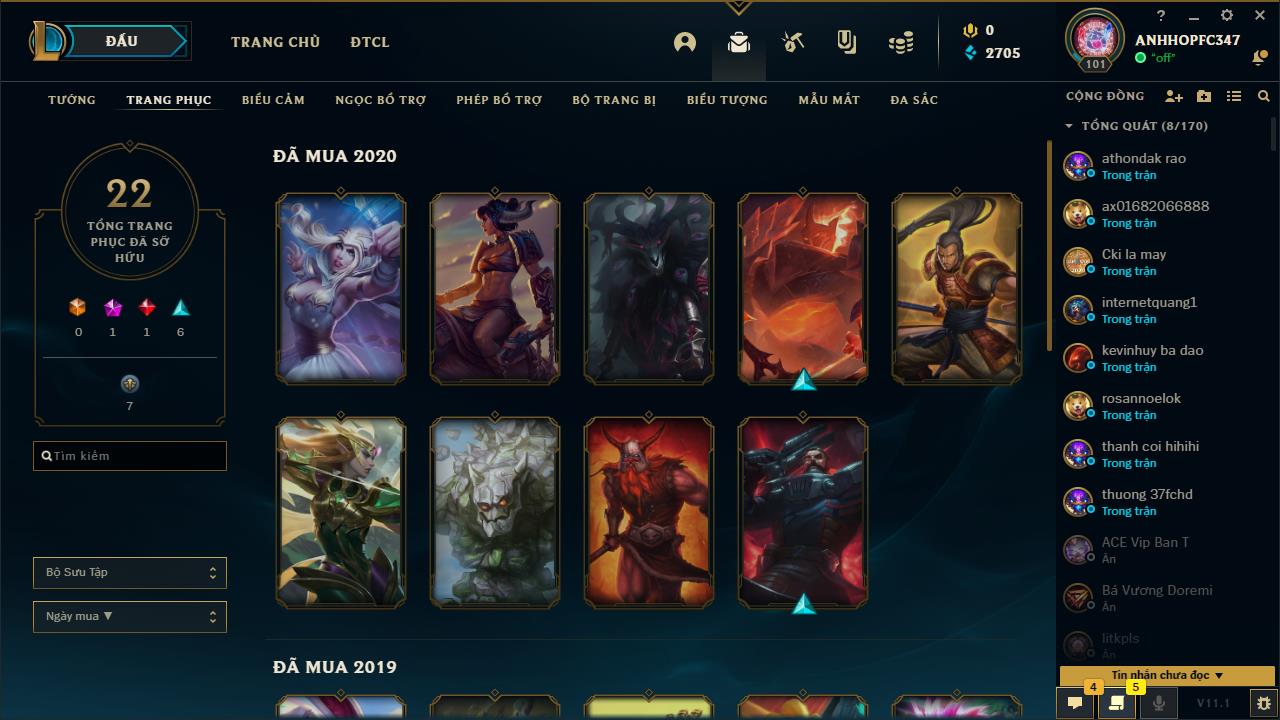 ĐẤU
TRANG CHỦ
ĐTCL
0
2705
?
ANHHOPFC347
"off"
101
TƯỚNG
TRANG PHỤC
BIỂU CẢM
NGỌC BỔ TRỢ
PHÉP BỔ TRỢ
BỘ TRANG BỊ
BIỂU TƯỢNG
MẪU MẮT
ĐA SẮC
CỘNG ĐỒNG
22
TỔNG TRANG
PHỤC ĐÃ SỞ
HỮU
0
1
1
6
7
Tìm kiếm
Bộ Sưu Tập
Ngày mua ▼
ĐÃ MUA 2020
ĐÃ MUA 2019
TỔNG QUÁT (8/170)
athondak rao
Trong trận
ax01682066888
Trong trận
Cki la may
Trong trận
internetquang1
Trong trận
kevinhuy ba dao
Trong trận
rosannoelok
Trong trận
thanh coi hihihi
Trong trận
thuong 37fchd
Trong trận
ACE Vip Ban T
Ẩn
Bá Vương Doremi
Ẩn
litkpls
Ẩn
Tin nhắn chưa đọc ▼
4
5
V11.1